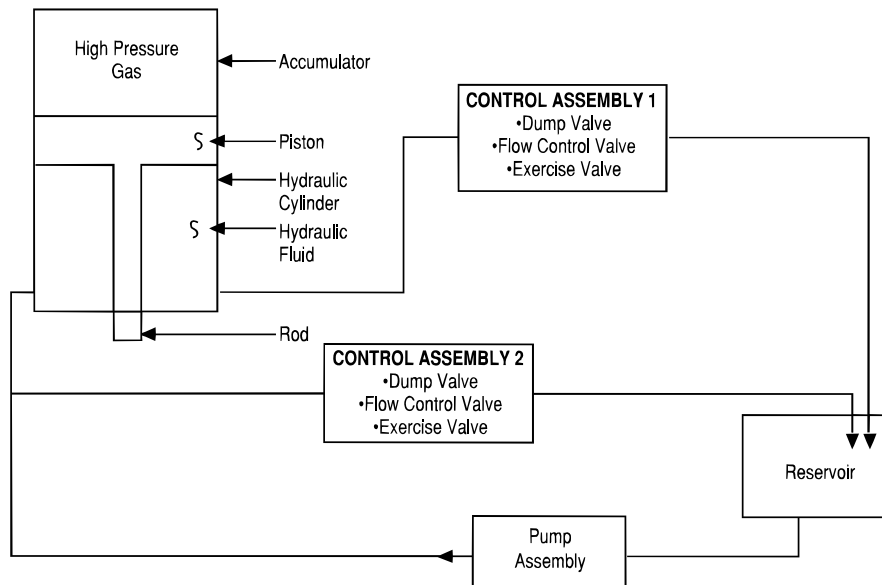 High Pressure
Gas
Accumulator
Piston
Hydraulic
Cylinder
Hydraulic
Fluid
Rod
CONTROL ASSEMBLY 1
•Dump Valve
•Flow Control Valve
•Exercise Valve
CONTROL ASSEMBLY 2
•Dump Valve
•Flow Control Valve
•Exercise Valve
Reservoir
Pump
Assembly